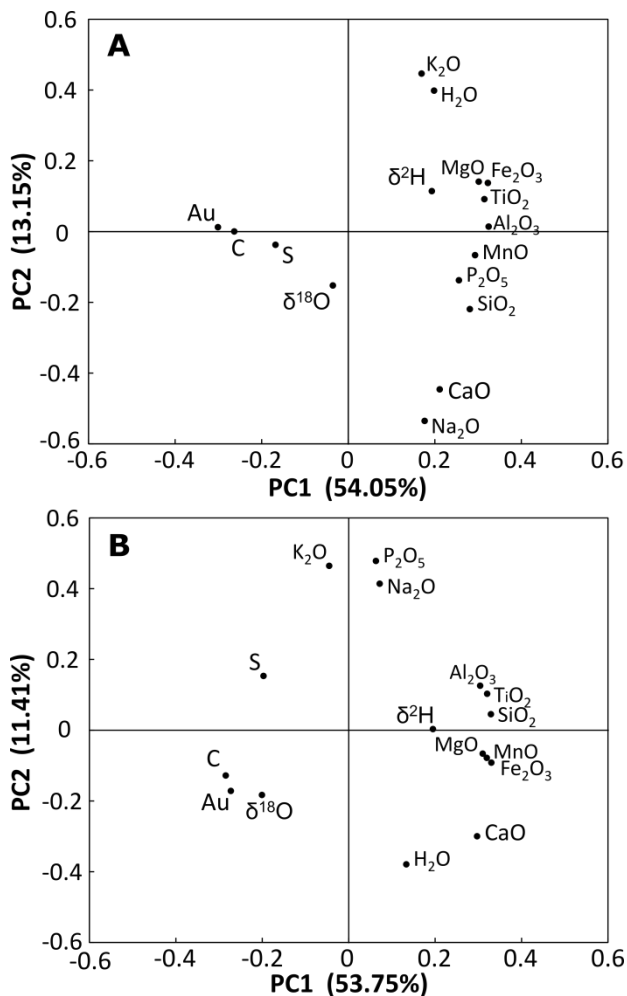 A
0.6
0.4
0.2
0
-0.2
-0.4
-0.6
PC2 (13.15%)
K₂O
H₂O
δ²H
MgO
Fe₂O₃
TiO₂
Al₂O₃
Au
C
S
MnO
δ¹⁸O
P₂O₅
SiO₂
CaO
Na₂O
-0.6 -0.4 -0.2 0 0.2 0.4 0.6
PC1 (54.05%)
B
0.6
0.4
0.2
0
-0.2
-0.4
-0.6
PC2 (11.41%)
K₂O
P₂O₅
Na₂O
S
Al₂O₃
TiO₂
SiO₂
δ²H
MgO
MnO
Fe₂O₃
C
Au
δ¹⁸O
CaO
H₂O
-0.6 -0.4 -0.2 0 0.2 0.4 0.6
PC1 (53.75%)